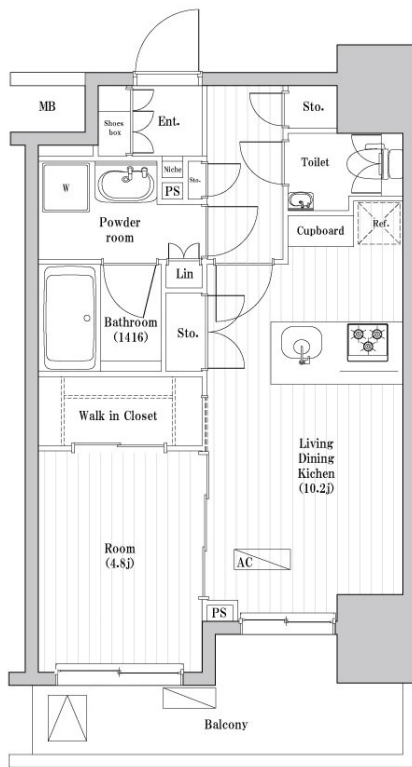 MB
Shoes
box
Ent.
Sto.
Niche
PS
Sto.
Toilet
W
Powder
room
Cupboard
Ref.
Lin
Bathroom
(1416)
Sto.
Walk in Closet
Living
Dining
Kichen
(10.2j)
Room
(4.8j)
AC
PS
Balcony